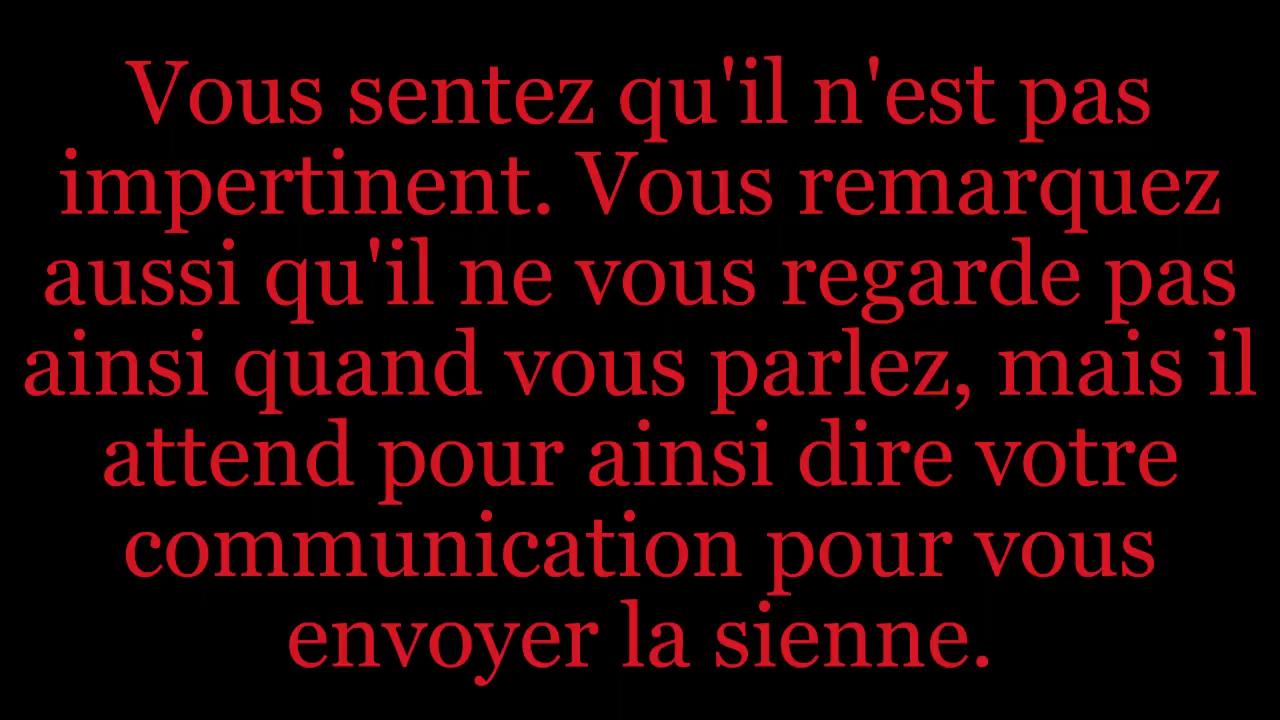 Vous sentez qu'il n'est pas
impertinent. Vous remarquez
aussi qu'il ne vous regarde pas
ainsi quand vous parlez, mais il
attend pour ainsi dire votre
communication pour vous
envoyer la sienne.